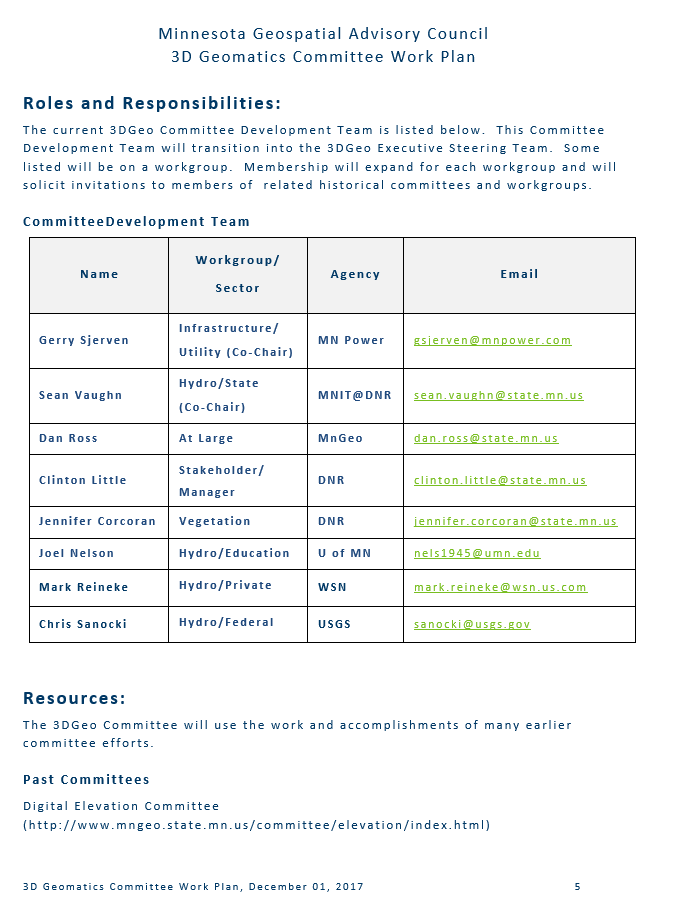 Minnesota Geospatial Advisory Council
3D Geomatics Committee Work Plan
Roles and Responsibilities:
The current 3DGeo Committee Development Team is listed below.  This Committee
Development Team will transition into the 3DGeo Executive Steering Team.  Some
listed will be on a workgroup.  Membership will expand for each workgroup and will
solicit invitations to members of  related historical committees and workgroups.
CommitteeDevelopment Team
Name Workgroup/ Sector Agency Email
Gerry Sjerven Infrastructure/ Utility (Co-Chair) MN Power gsjerven@mnpower.com
Sean Vaughn Hydro/State (Co-Chair) MNIT@DNR sean.vaughn@state.mn.us
Dan Ross At Large MnGeo dan.ross@state.mn.us
Clinton Little Stakeholder/ Manager DNR clinton.little@state.mn.us
Jennifer Corcoran Vegetation DNR jennifer.corcoran@state.mn.us
Joel Nelson Hydro/Education U of MN nels1945@umn.edu
Mark Reineke Hydro/Private WSN mark.reineke@wsn.us.com
Chris Sanocki Hydro/Federal USGS sanocki@usgs.gov
Resources:
The 3DGeo Committee will use the work and accomplishments of many earlier
committee efforts.
Past Committees
Digital Elevation Committee
(http://www.mngeo.state.mn.us/committee/elevation/index.html)
3D Geomatics Committee Work Plan, December 01, 2017 5